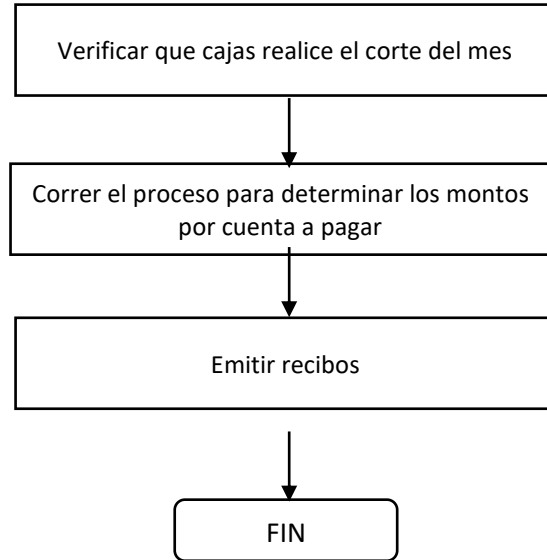 Verificar que cajas realice el corte del mes
Correr el proceso para determinar los montos
por cuenta a pagar
Emitir recibos
FIN